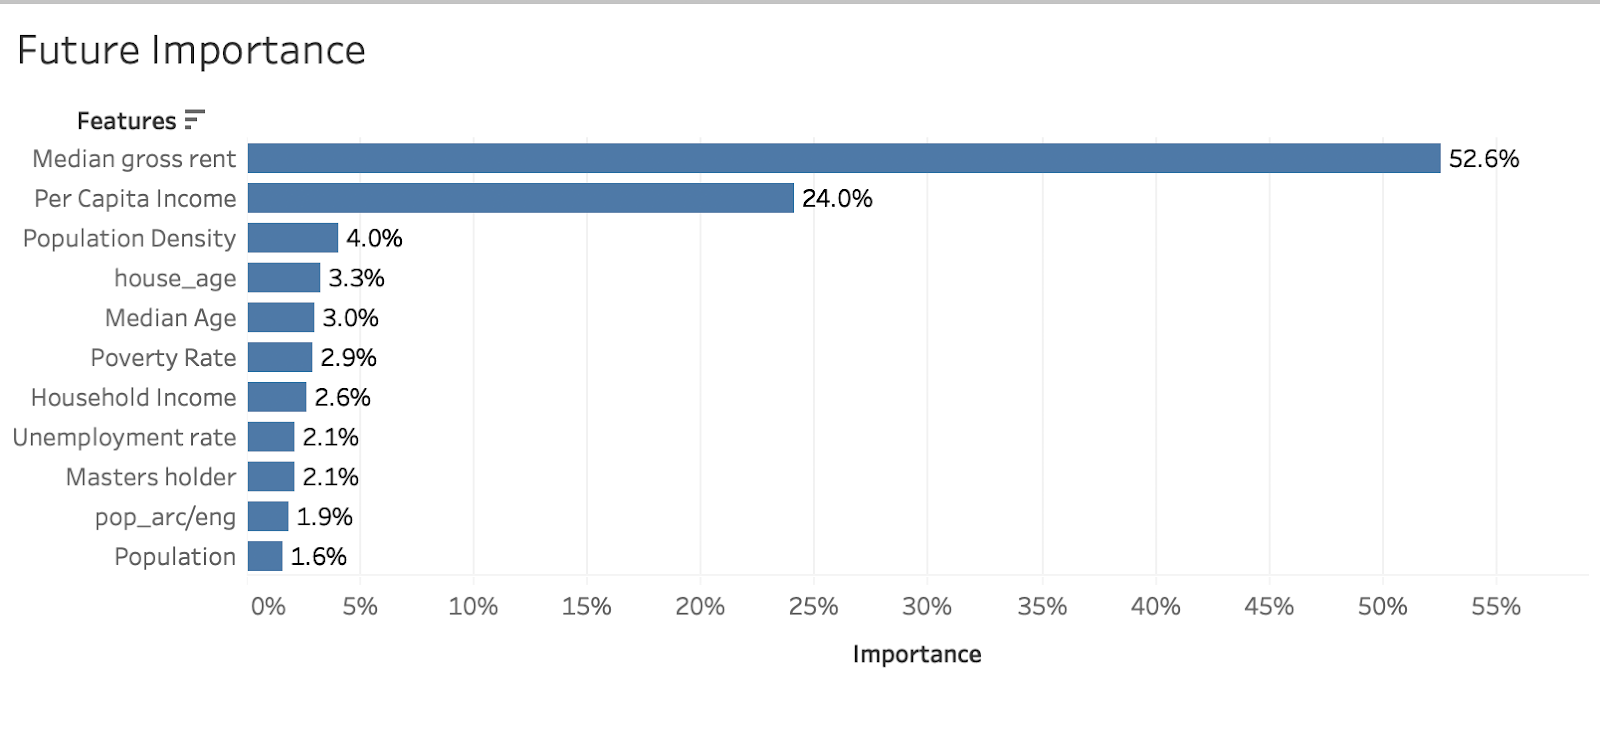 Future Importance
Features
Median gross rent 52.6%
Per Capita Income 24.0%
Population Density 4.0%
house_age 3.3%
Median Age 3.0%
Poverty Rate 2.9%
Household Income 2.6%
Unemployment rate 2.1%
Masters holder 2.1%
pop_arc/eng 1.9%
Population 1.6%
0% 5% 10% 15% 20% 25% 30% 35% 40% 45% 50% 55%
Importance